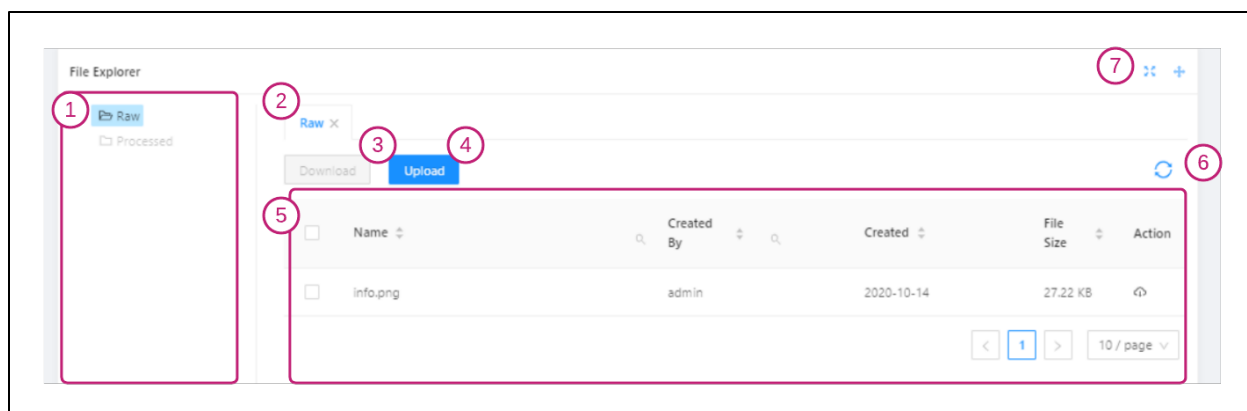 File Explorer
7
1
Raw
Processed
2
Raw
3
4
Download
Upload
6
5
Name
Created By
Created
File Size
Action
info.png
admin
2020-10-14
27.22 KB
1
10 / page